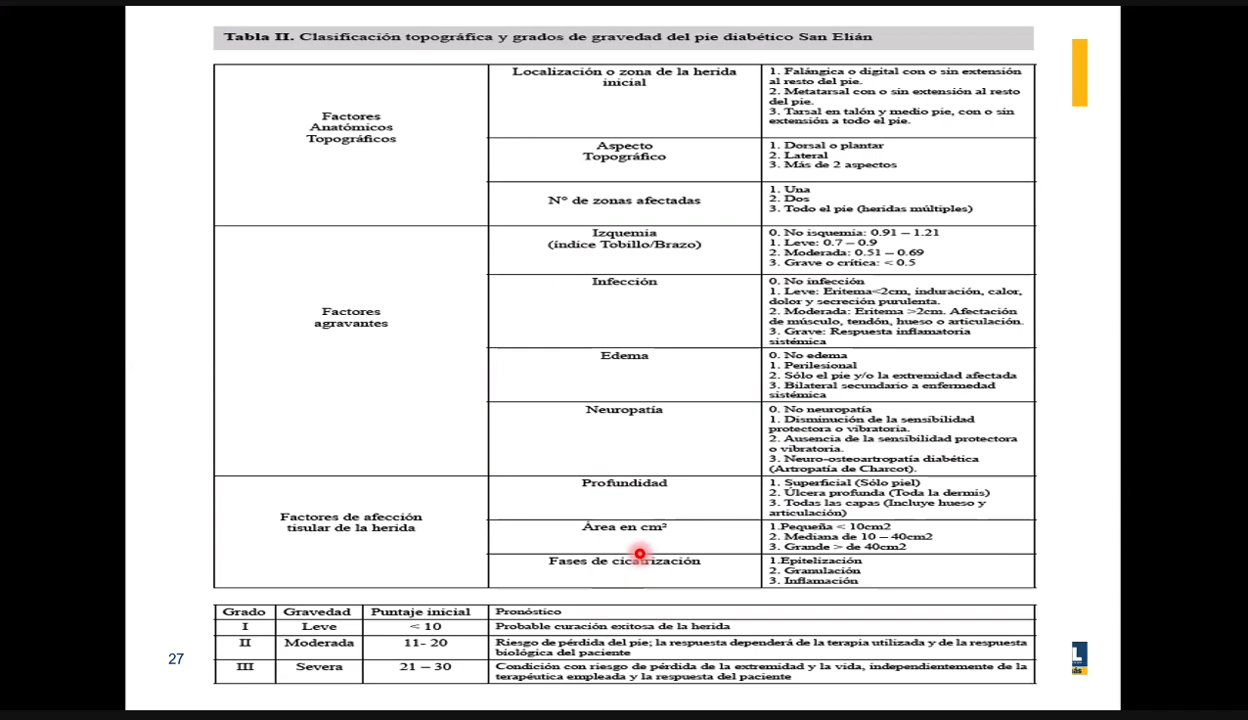 Tabla II. Clasificación topográfica y grados de gravedad del pie diabético San Elián
Factores
Anatómicos
Topográficos
Localización o zona de la herida
inicial
1. Falángica o digital con o sin extensión
al resto del pie.
2. Metatarsal con o sin extensión al resto
del pie.
3. Tarsal en talón y medio pie, con o sin
extensión a todo el pie.
Aspecto
Topográfico
1. Dorsal o plantar
2. Lateral
3. Más de 2 aspectos
N° de zonas afectadas
1. Una
2. Dos
3. Todo el pie (heridas múltiples)
Factores
agravantes
Izquemia
(índice Tobillo/Brazo)
0. No isquemia: 0.91 – 1.21
1. Leve: 0.7 – 0.9
2. Moderada: 0.51 – 0.69
3. Grave o crítica: < 0.5
Infección
0. No infección
1. Leve: Eritema<2cm, induración, calor,
dolor y secreción purulenta.
2. Moderada: Eritema >2cm. Afectación
de músculo, tendón, hueso o articulación.
3. Grave: Respuesta inflamatoria
sistémica
Edema
0. No edema
1. Perilesional
2. Sólo el pie y/o la extremidad afectada
3. Bilateral secundario a enfermedad
sistémica
Neuropatía
0. No neuropatía
1. Disminución de la sensibilidad
protectora o vibratoria.
2. Ausencia de la sensibilidad protectora
o vibratoria.
3. Neuro-osteoartropatía diabética
(Artropatía de Charcot).
Factores de afección
tisular de la herida
Profundidad
1. Superficial (Sólo piel)
2. Ulcera profunda (Toda la dermis)
3. Todas las capas (Incluye hueso y
articulación)
Área en cm²
1.Pequeña < 10cm2
2. Mediana de 10 – 40cm2
3. Grande > de 40cm2
Fases de cicatrización
1.Epitelización
2. Granulación
3. Inflamación
Grado Gravedad Puntaje inicial Pronóstico
I Leve < 10 Probable curación exitosa de la herida
II Moderada 11- 20 Riesgo de pérdida del pie; la respuesta dependerá de la terapia utilizada y de la respuesta
biológica del paciente
III Severa 21 – 30 Condición con riesgo de pérdida de la extremidad y la vida, independientemente de la
terapéutica empleada y la respuesta del paciente
27
L
ás